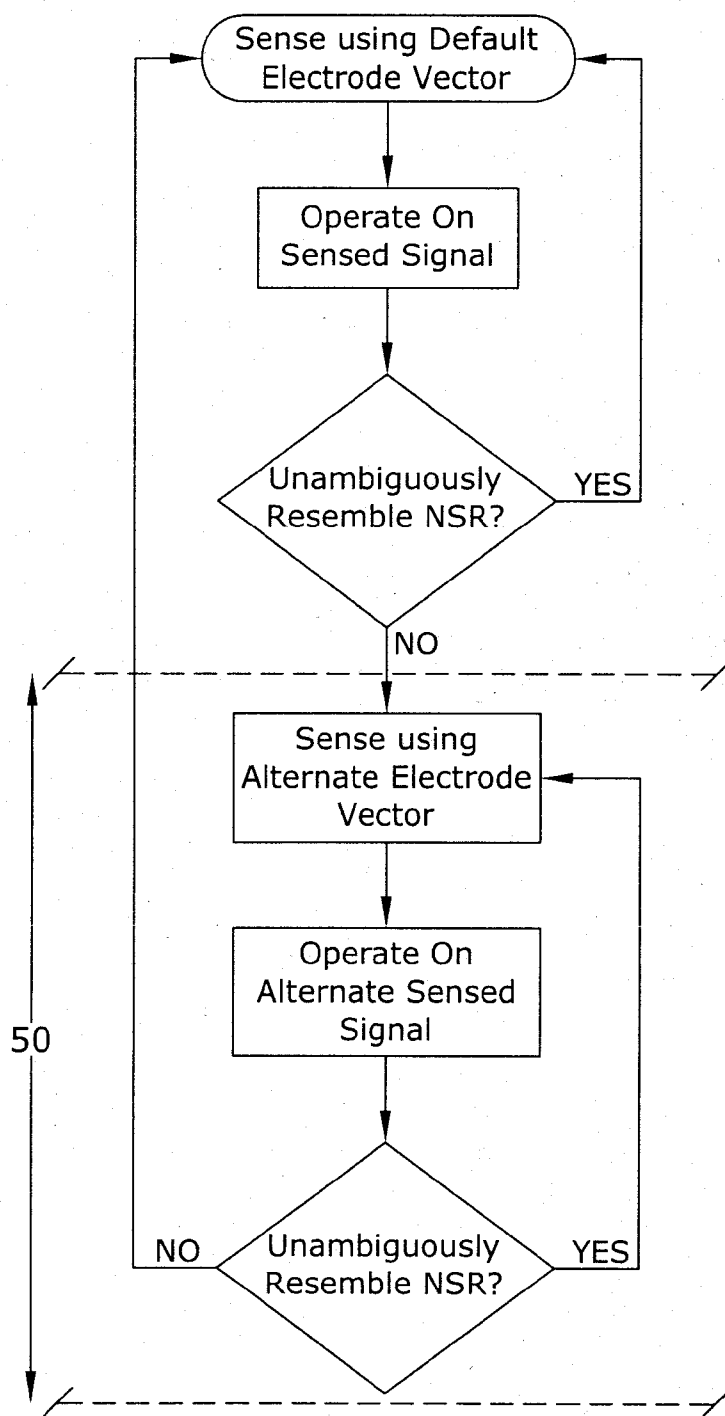 Sense using Default
Electrode Vector
Operate On
Sensed Signal
Unambiguously
Resemble NSR?
YES
NO
Sense using
Alternate Electrode
Vector
Operate On
Alternate Sensed
Signal
50
NO
Unambiguously
Resemble NSR?
YES